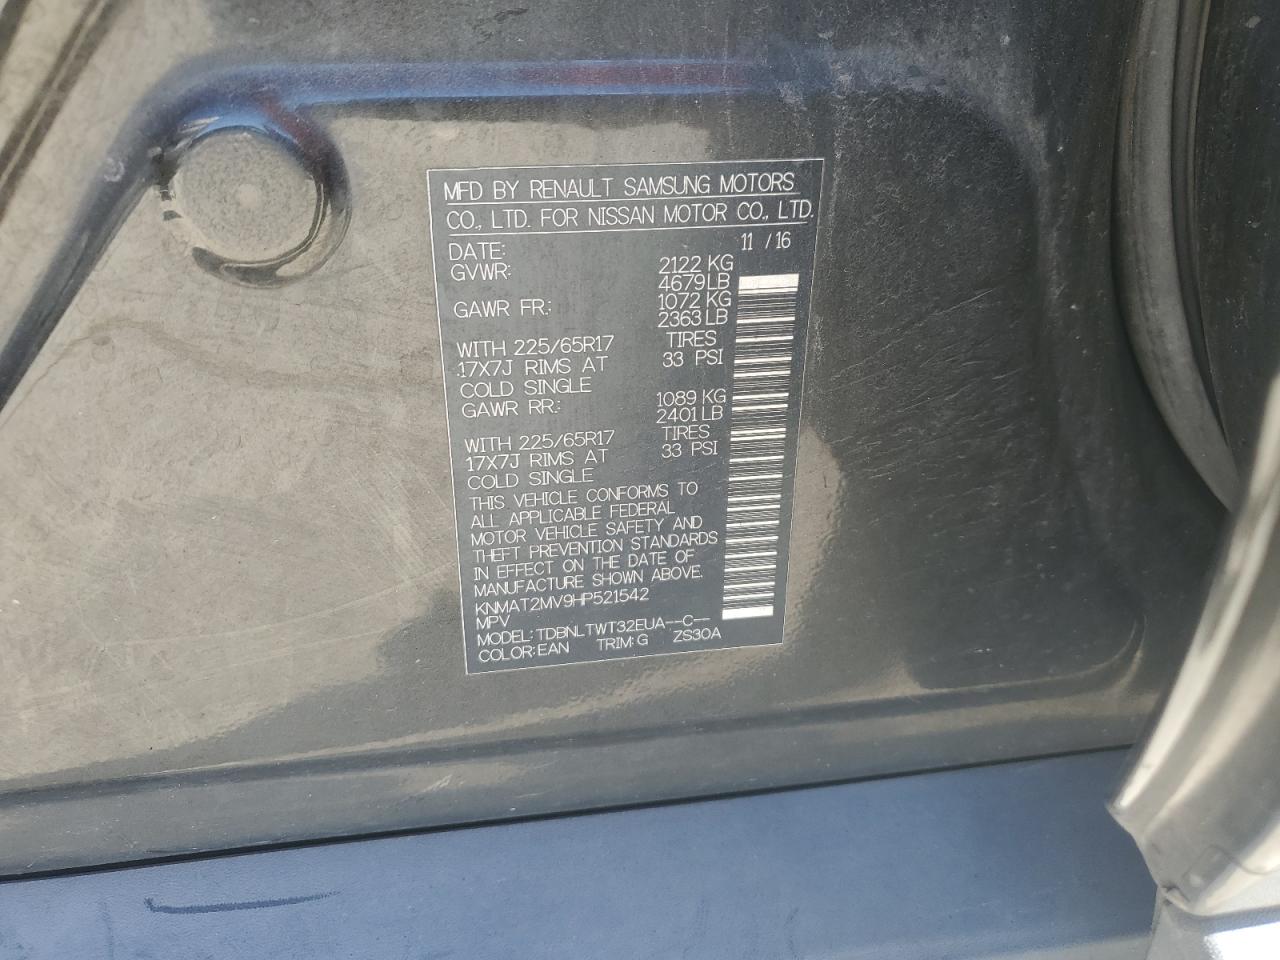 MFD BY RENAULT SAMSUNG MOTORS
CO., LTD. FOR NISSAN MOTOR CO., LTD.
DATE: 11 / 16
GVWR: 2122 KG
4679 LB
GAWR FR: 1072 KG
2363 LB
WITH 225/65R17 TIRES
17X7J RIMS AT 33 PSI
COLD SINGLE
GAWR RR: 1089 KG
2401 LB
WITH 225/65R17 TIRES
17X7J RIMS AT 33 PSI
COLD SINGLE
THIS VEHICLE CONFORMS TO
ALL APPLICABLE FEDERAL
MOTOR VEHICLE SAFETY AND
THEFT PREVENTION STANDARDS
IN EFFECT ON THE DATE OF
MANUFACTURE SHOWN ABOVE.
KNMAT2MV9HP521542
MPV
MODEL: TDBNLTWT32EUA--C--
COLOR:EAN TRIM:G ZS30A